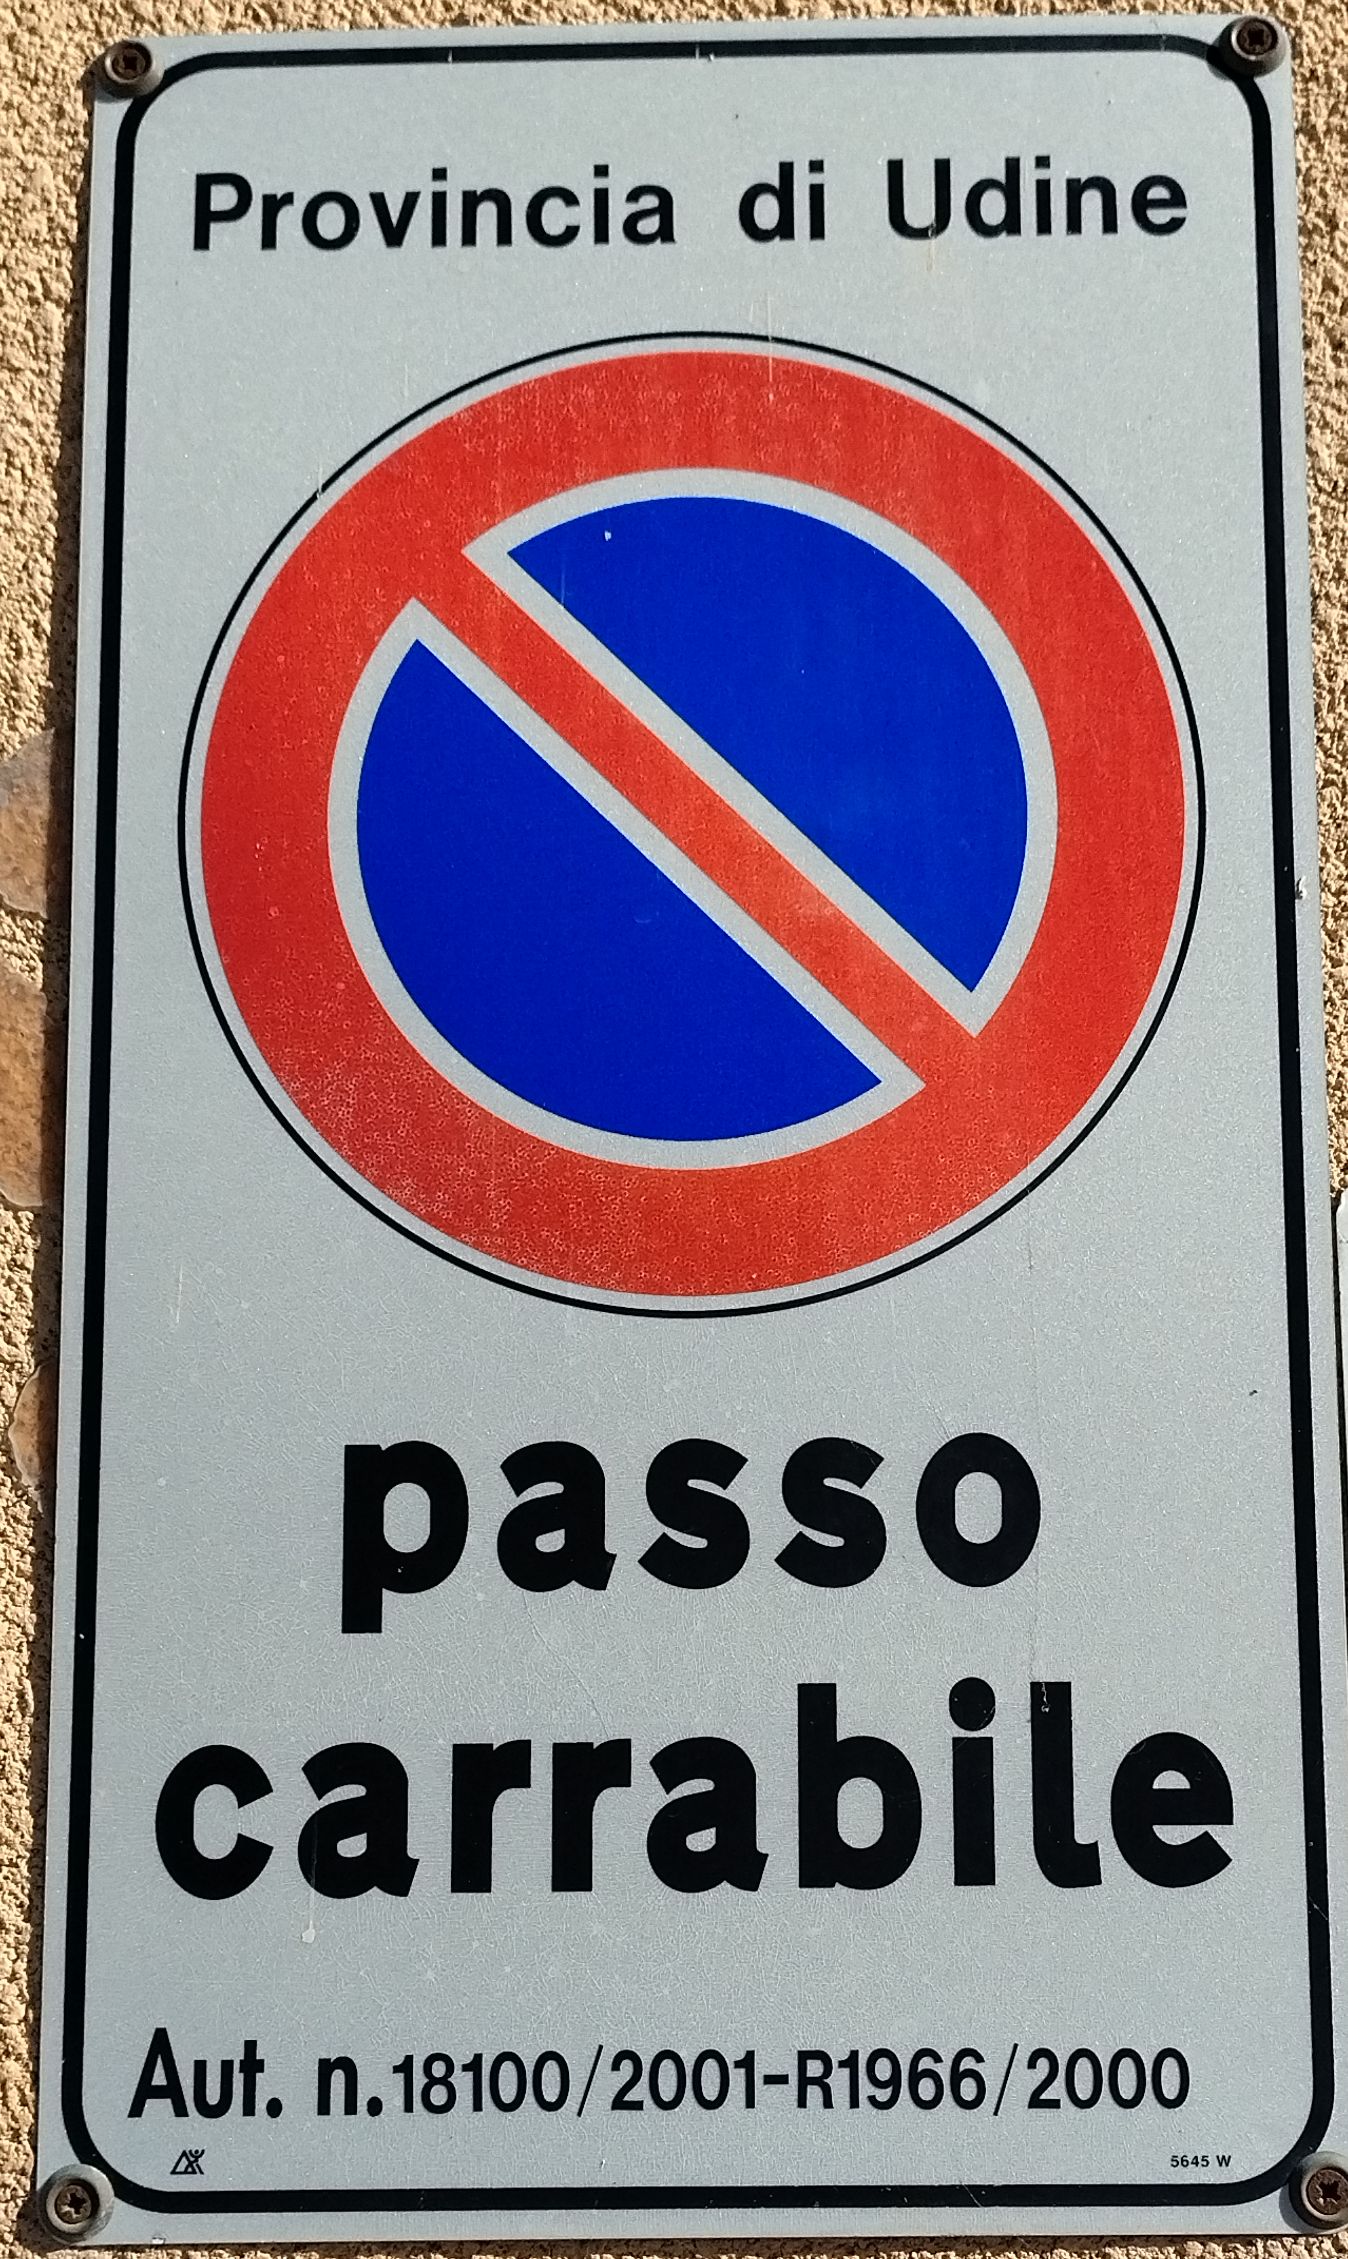 Provincia di Udine
passo
carrabile
Aut. n.18100/2001-R1966/2000
5645 W